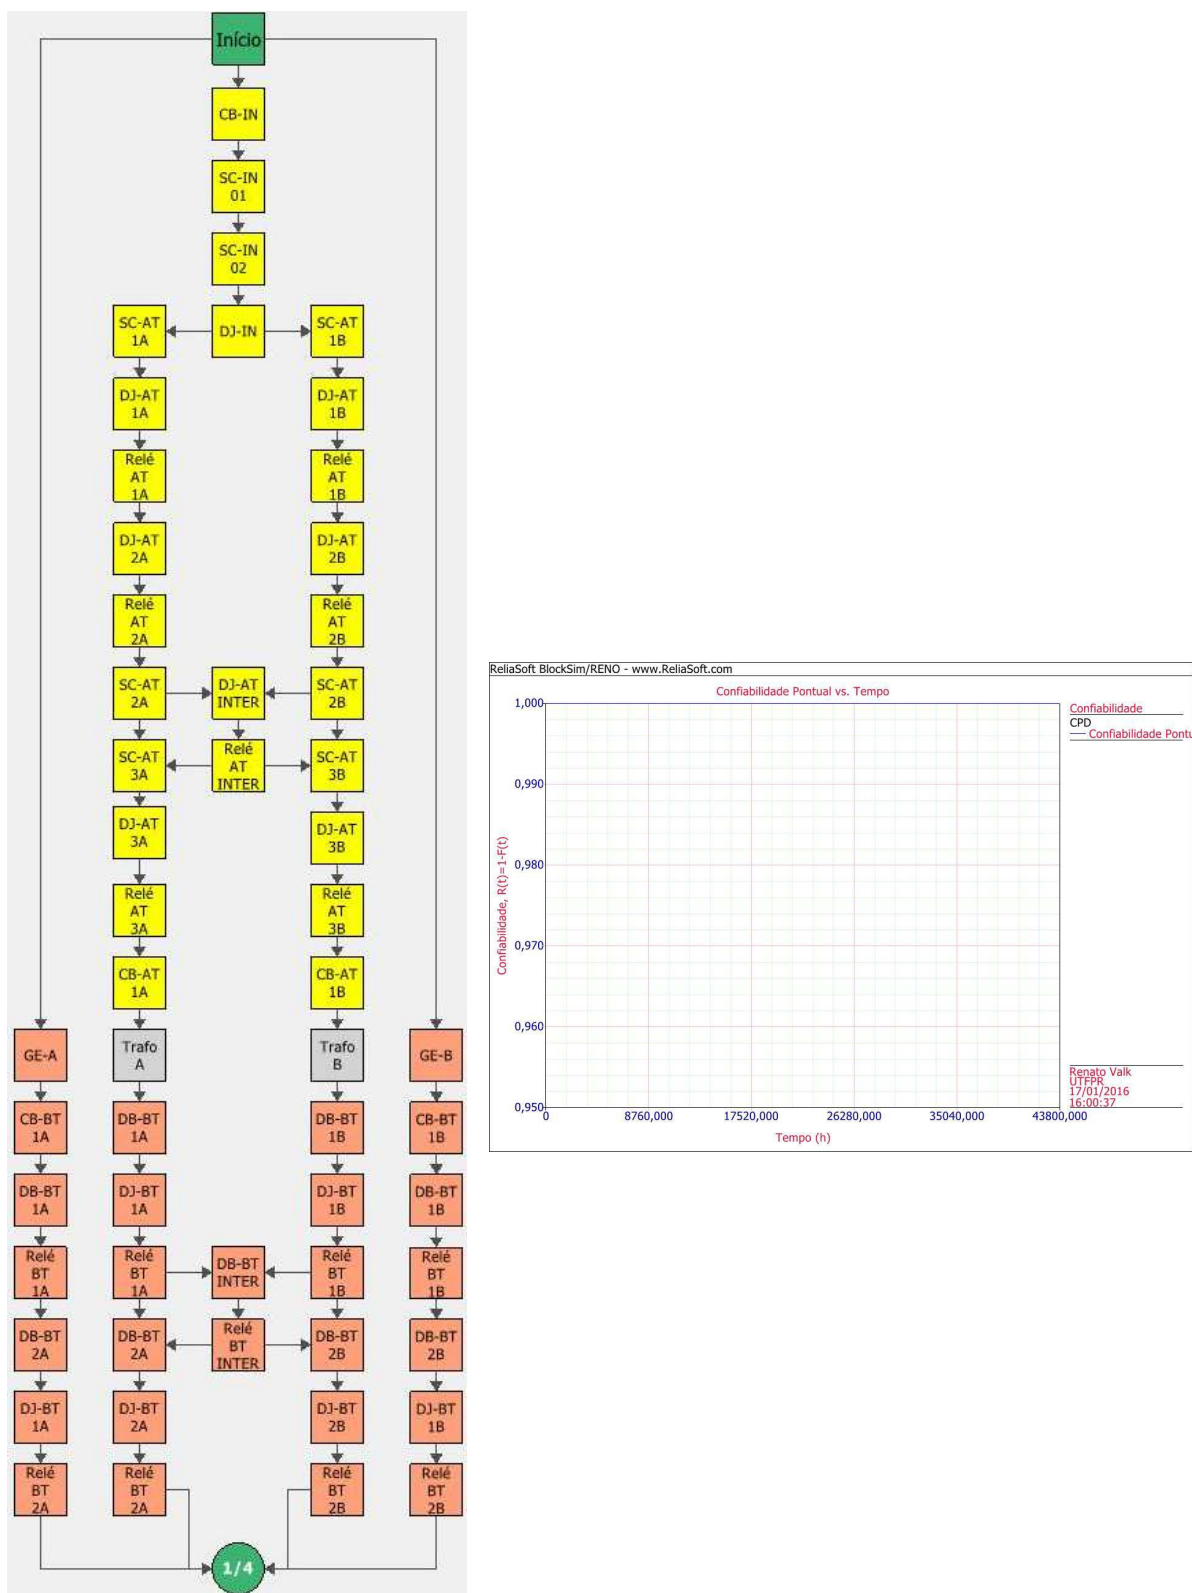 Início
CB-IN
SC-IN
01
SC-IN
02
SC-AT
1A
DJ-IN
SC-AT
1B
DJ-AT
1A
DJ-AT
1B
Relé
AT
1A
Relé
AT
1B
DJ-AT
2A
DJ-AT
2B
Relé
AT
2A
Relé
AT
2B
SC-AT
2A
DJ-AT
INTER
SC-AT
2B
SC-AT
3A
Relé
AT
INTER
SC-AT
3B
DJ-AT
3A
DJ-AT
3B
Relé
AT
3A
Relé
AT
3B
CB-AT
1A
CB-AT
1B
GE-A
Trafo
A
Trafo
B
GE-B
CB-BT
1A
DB-BT
1A
DB-BT
1B
CB-BT
1B
DB-BT
1A
DJ-BT
1A
DJ-BT
1B
DB-BT
1B
Relé
BT
1A
Relé
BT
1A
DB-BT
INTER
Relé
BT
1B
Relé
BT
1B
DB-BT
2A
DB-BT
2A
Relé
BT
INTER
DB-BT
2B
DB-BT
2B
DJ-BT
1A
DJ-BT
2A
DJ-BT
2B
DJ-BT
1B
Relé
BT
2A
Relé
BT
2A
Relé
BT
2B
Relé
BT
2B
1/4
ReliaSoft BlockSim/RENO - www.ReliaSoft.com
Confiabilidade Pontual vs. Tempo
Confiabilidade, R(t)=1-F(t)
1,000
0,990
0,980
0,970
0,960
0,950
0
8760,000
17520,000
26280,000
35040,000
43800,000
Tempo (h)
Confiabilidade
CPD
Confiabilidade Pontu
Renato Valk
UTFPR
17/01/2016
16:00:37